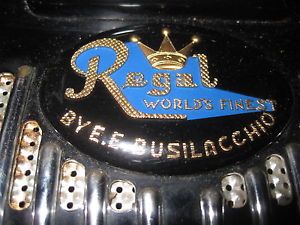 Regal
WORLD'S FINEST
BY E.E. BUSILACCHIO